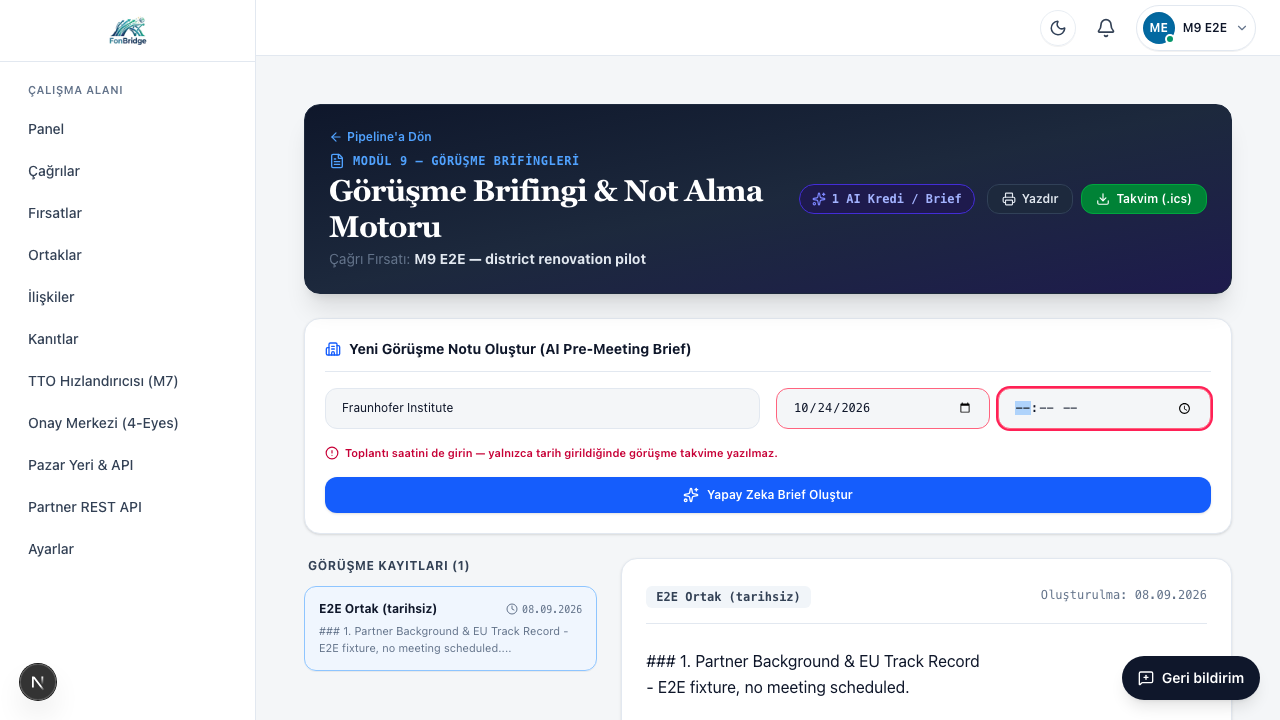 FonBridge
ÇALIŞMA ALANI
Panel
Çağrılar
Fırsatlar
Ortaklar
İlişkiler
Kanıtlar
TTO Hızlandırıcısı (M7)
Onay Merkezi (4-Eyes)
Pazar Yeri & API
Partner REST API
Ayarlar
N
ME
M9 E2E
Pipeline'a Dön
MODÜL 9 — GÖRÜŞME BRİFİNGLERİ
Görüşme Brifingi & Not Alma
Motoru
Çağrı Fırsatı: M9 E2E — district renovation pilot
1 AI Kredi / Brief
Yazdır
Takvim (.ics)
Yeni Görüşme Notu Oluştur (AI Pre-Meeting Brief)
Fraunhofer Institute
10/24/2026
--:-- --
Toplantı saatini de girin — yalnızca tarih girildiğinde görüşme takvime yazılmaz.
Yapay Zeka Brief Oluştur
GÖRÜŞME KAYITLARI (1)
E2E Ortak (tarihsiz)
08.09.2026
### 1. Partner Background & EU Track Record -
E2E fixture, no meeting scheduled....
E2E Ortak (tarihsiz)
Oluşturulma: 08.09.2026
### 1. Partner Background & EU Track Record
- E2E fixture, no meeting scheduled.
Geri bildirim